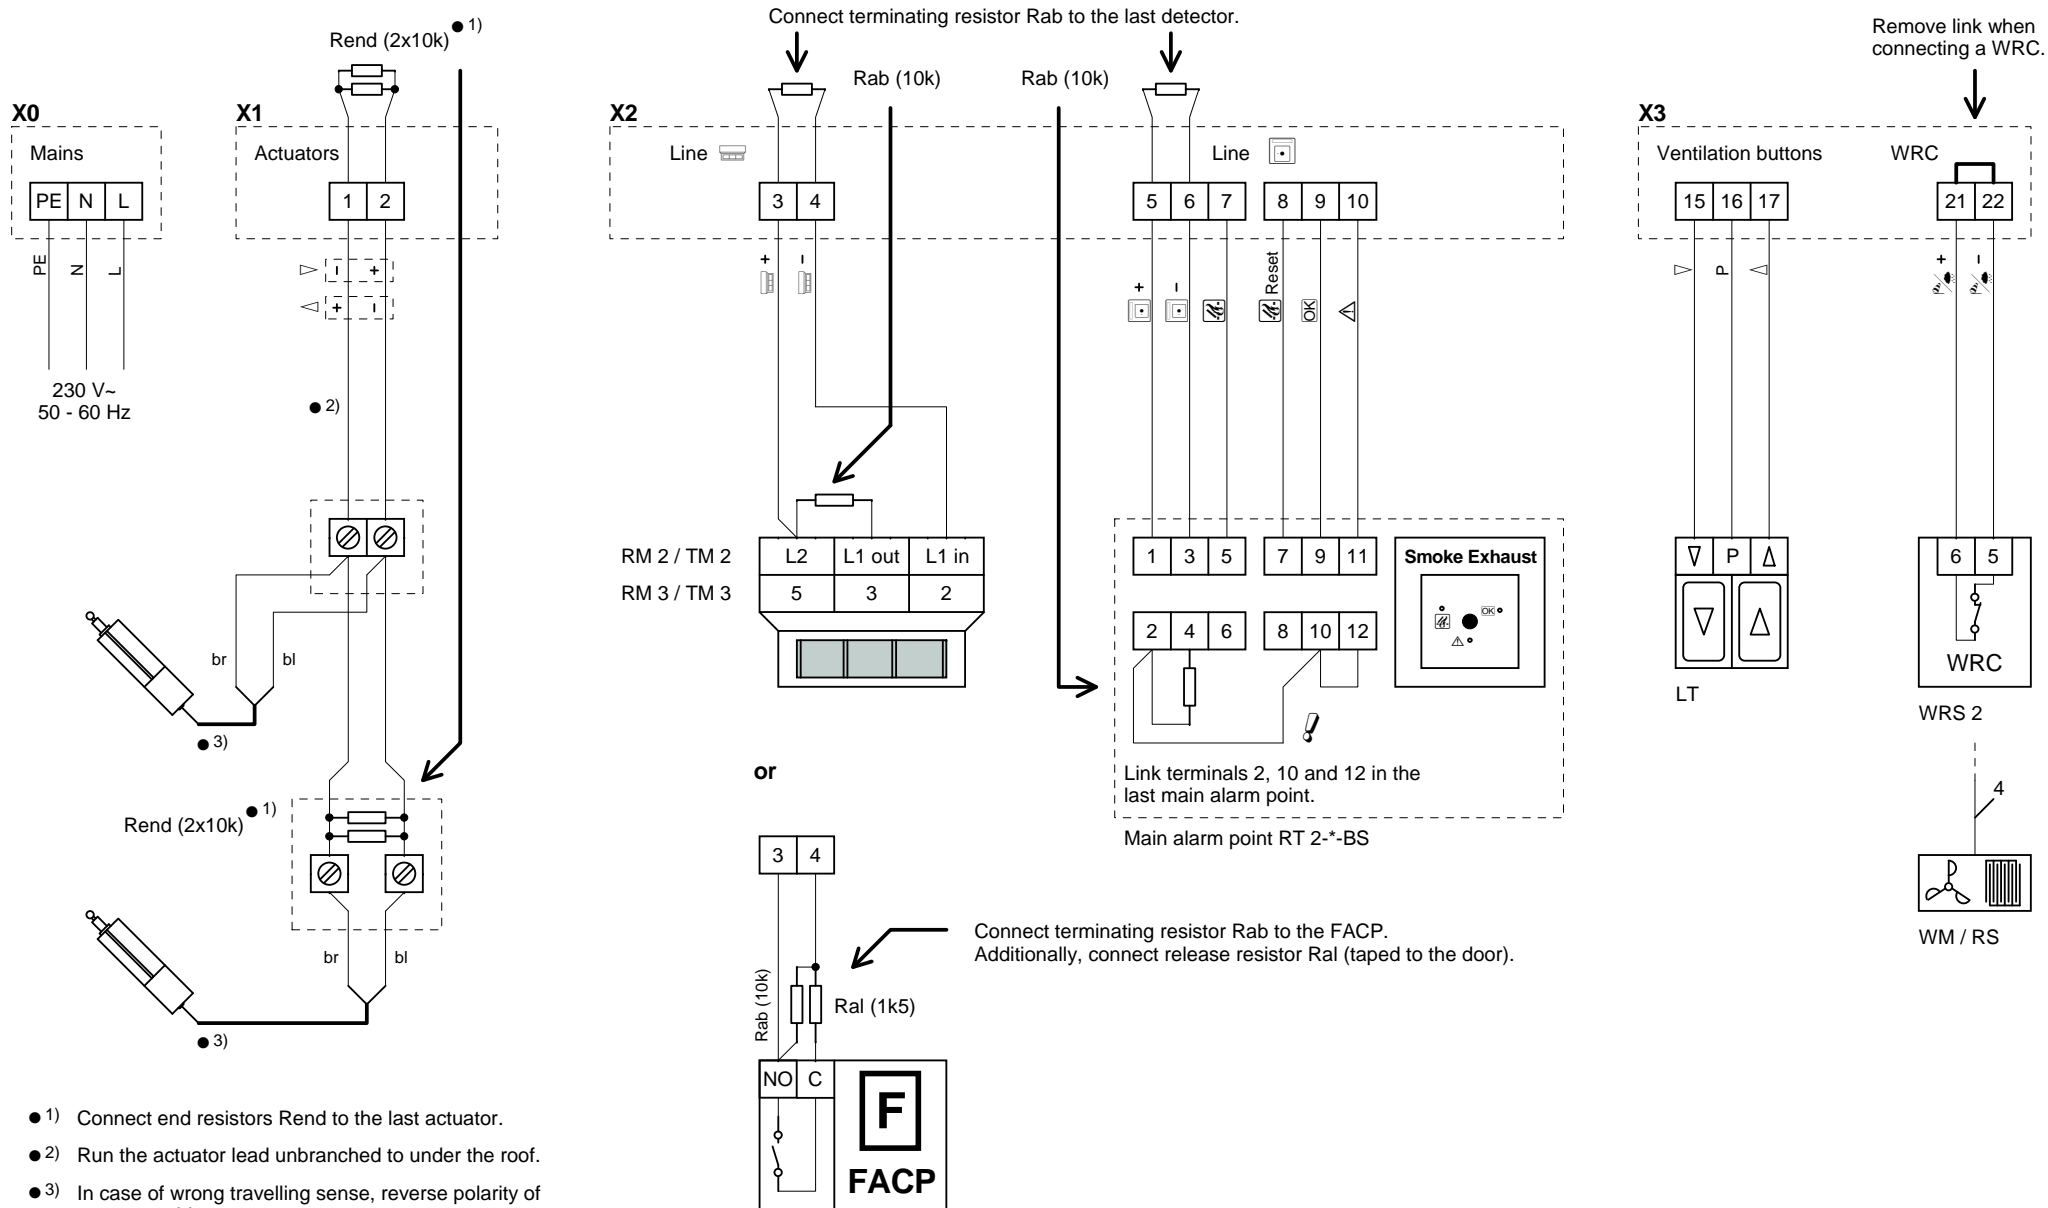 Connect terminating resistor Rab to the last detector.
Rend (2x10k) ● 1)
Remove link when
connecting a WRC.
Rab (10k)
Rab (10k)
X0
X1
X2
X3
Mains
Actuators
Line
Line
Ventilation buttons
WRC
PE N L
1 2
3 4
5 6 7
8 9 10
15 16 17
21 22
PE
N
L
- +
+ -
+
-
+
-
Reset
OK
P
+
-
230 V~
50 - 60 Hz
● 2)
RM 2 / TM 2
L2 L1 out L1 in
RM 3 / TM 3
5 3 2
1 3 5
7 9 11
2 4 6
8 10 12
Smoke Exhaust
OK
P
LT
6 5
WRC
WRS 2
4
WM / RS
br
bl
● 3)
or
Link terminals 2, 10 and 12 in the
last main alarm point.
Main alarm point RT 2-*-BS
Rend (2x10k) ● 1)
br
bl
● 3)
3 4
Connect terminating resistor Rab to the FACP.
Additionally, connect release resistor Ral (taped to the door).
Rab (10k)
Ral (1k5)
NO C
F
FACP
● 1) Connect end resistors Rend to the last actuator.
● 2) Run the actuator lead unbranched to under the roof.
● 3) In case of wrong travelling sense, reverse polarity of